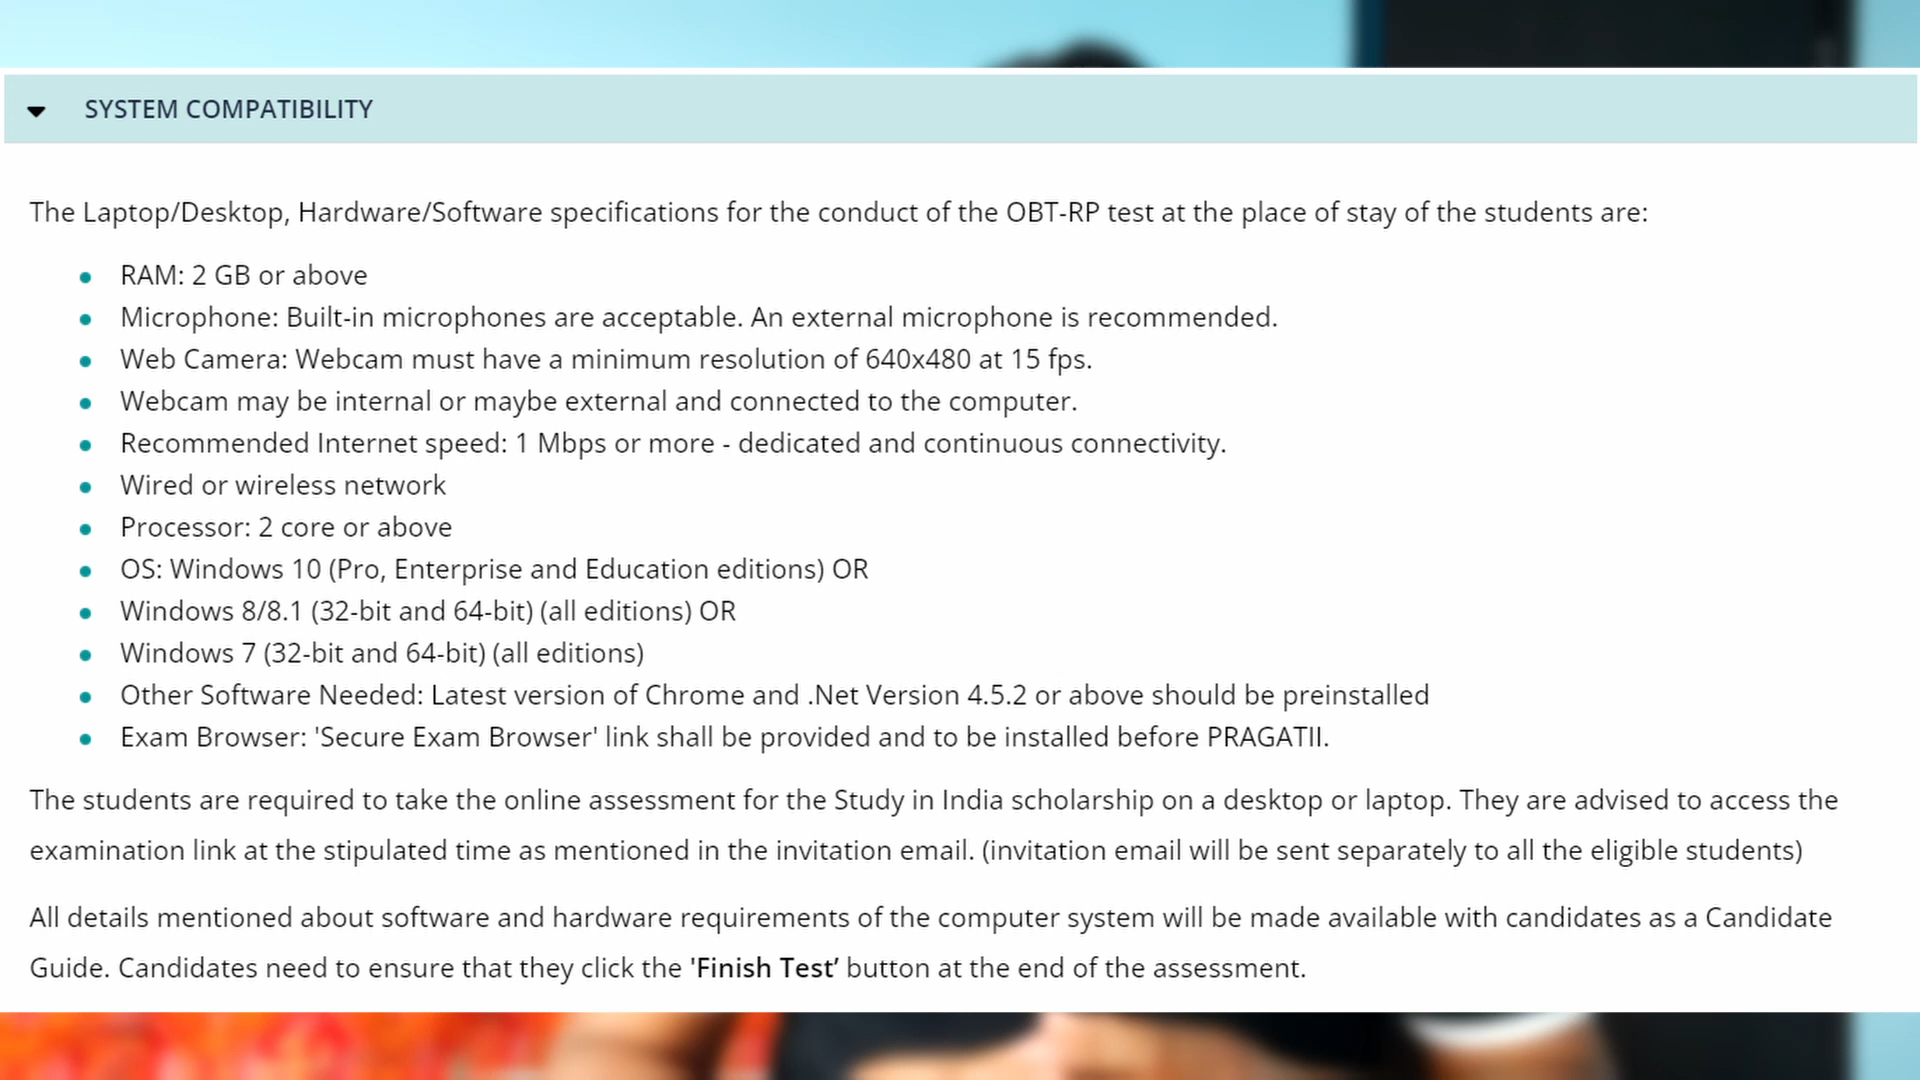 SYSTEM COMPATIBILITY
The Laptop/Desktop, Hardware/Software specifications for the conduct of the OBT-RP test at the place of stay of the students are:
RAM: 2 GB or above
Microphone: Built-in microphones are acceptable. An external microphone is recommended.
Web Camera: Webcam must have a minimum resolution of 640x480 at 15 fps.
Webcam may be internal or maybe external and connected to the computer.
Recommended Internet speed: 1 Mbps or more - dedicated and continuous connectivity.
Wired or wireless network
Processor: 2 core or above
OS: Windows 10 (Pro, Enterprise and Education editions) OR
Windows 8/8.1 (32-bit and 64-bit) (all editions) OR
Windows 7 (32-bit and 64-bit) (all editions)
Other Software Needed: Latest version of Chrome and .Net Version 4.5.2 or above should be preinstalled
Exam Browser: 'Secure Exam Browser' link shall be provided and to be installed before PRAGATII.
The students are required to take the online assessment for the Study in India scholarship on a desktop or laptop. They are advised to access the
examination link at the stipulated time as mentioned in the invitation email. (invitation email will be sent separately to all the eligible students)
All details mentioned about software and hardware requirements of the computer system will be made available with candidates as a Candidate
Guide. Candidates need to ensure that they click the 'Finish Test’ button at the end of the assessment.